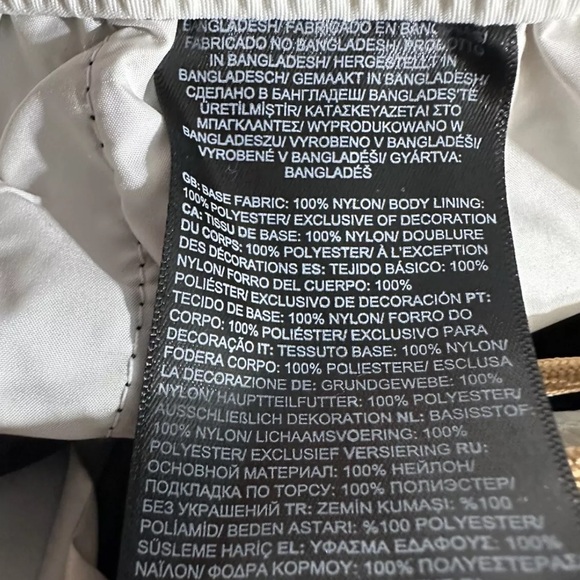 BANGLADESH/ FABRICADO EN
FABRICADO NO BANGLADESH/
IN BANGLADESH/ HERGESTELLT IN
BANGLADESCH/ GEMAAKT IN BANGLADESH/
СДЕЛАНО В БАНГЛАДЕШ/ BANGLADEŞ'TE
ÜRETİLMİŞTİR/ ΚΑΤΑΣΚΕΥΑΖΕΤΑΙ ΣΤΟ
ΜΠΑΓΚΛΑΝΤΕΣ/ WYPRODUKOWANO W
BANGLADESZU/ VYROBENO V BANGLADÉŠI/
VYROBENÉ V BANGLADÉŠI/ GYÁRTVA:
BANGLADÉŠ
GB: BASE FABRIC: 100% NYLON/ BODY LINING:
100% POLYESTER/ EXCLUSIVE OF DECORATION
CA: TISSU DE BASE: 100% NYLON/ DOUBLURE
DU CORPS: 100% POLYESTER/ À L'EXCEPTION
DES DÉCORATIONS ES: TEJIDO BÁSICO: 100%
NYLON/ FORRO DEL CUERPO: 100%
POLIÉSTER/ EXCLUSIVO DE DECORACIÓN PT:
TECIDO DE BASE: 100% NYLON/ FORRO DO
CORPO: 100% POLIÉSTER/ EXCLUSIVO PARA
DECORAÇÃO IT: TESSUTO BASE: 100% NYLON/
FODERA CORPO: 100% POLIESTERE/ ESCLUSA
LA DECORAZIONE DE: GRUNDGEWEBE: 100%
NYLON/ HAUPTTEILFUTTER: 100% POLYESTER/
AUSSCHLIEßLICH DEKORATION NL: BASISSTOF:
100% NYLON/ LICHAAMSVOERING: 100%
POLYESTER/ EXCLUSIEF VERSIERING RU:
ОСНОВНОЙ МАТЕРИАЛ: 100% НЕЙЛОН/
ПОДКЛАДКА ПО ТОРСУ: 100% ПОЛИЭСТЕР/
БЕЗ УКРАШЕНИЙ TR: ZEMİN KUMAŞI: %100
POLİAMİD/ BEDEN ASTARI: %100 POLYESTER/
SÜSLEME HARİÇ EL: ΥΦΑΣΜΑ ΕΔΑΦΟΥΣ: 100%
ΝΑΪΛΟΝ/ ΦΟΔΡΑ ΚΟΡΜΟΥ: 100% ΠΟΛΥΕΣΤΕΡΑΣ